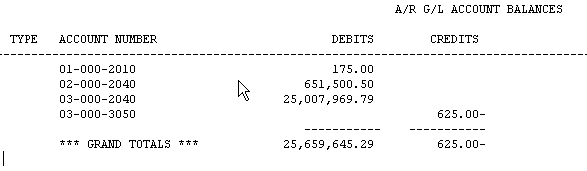 A/R G/L ACCOUNT BALANCES
TYPE ACCOUNT NUMBER DEBITS CREDITS
01-000-2010 175.00
02-000-2040 651,500.50
03-000-2040 25,007,969.79
03-000-3050 625.00-
*** GRAND TOTALS *** 25,659,645.29 625.00-